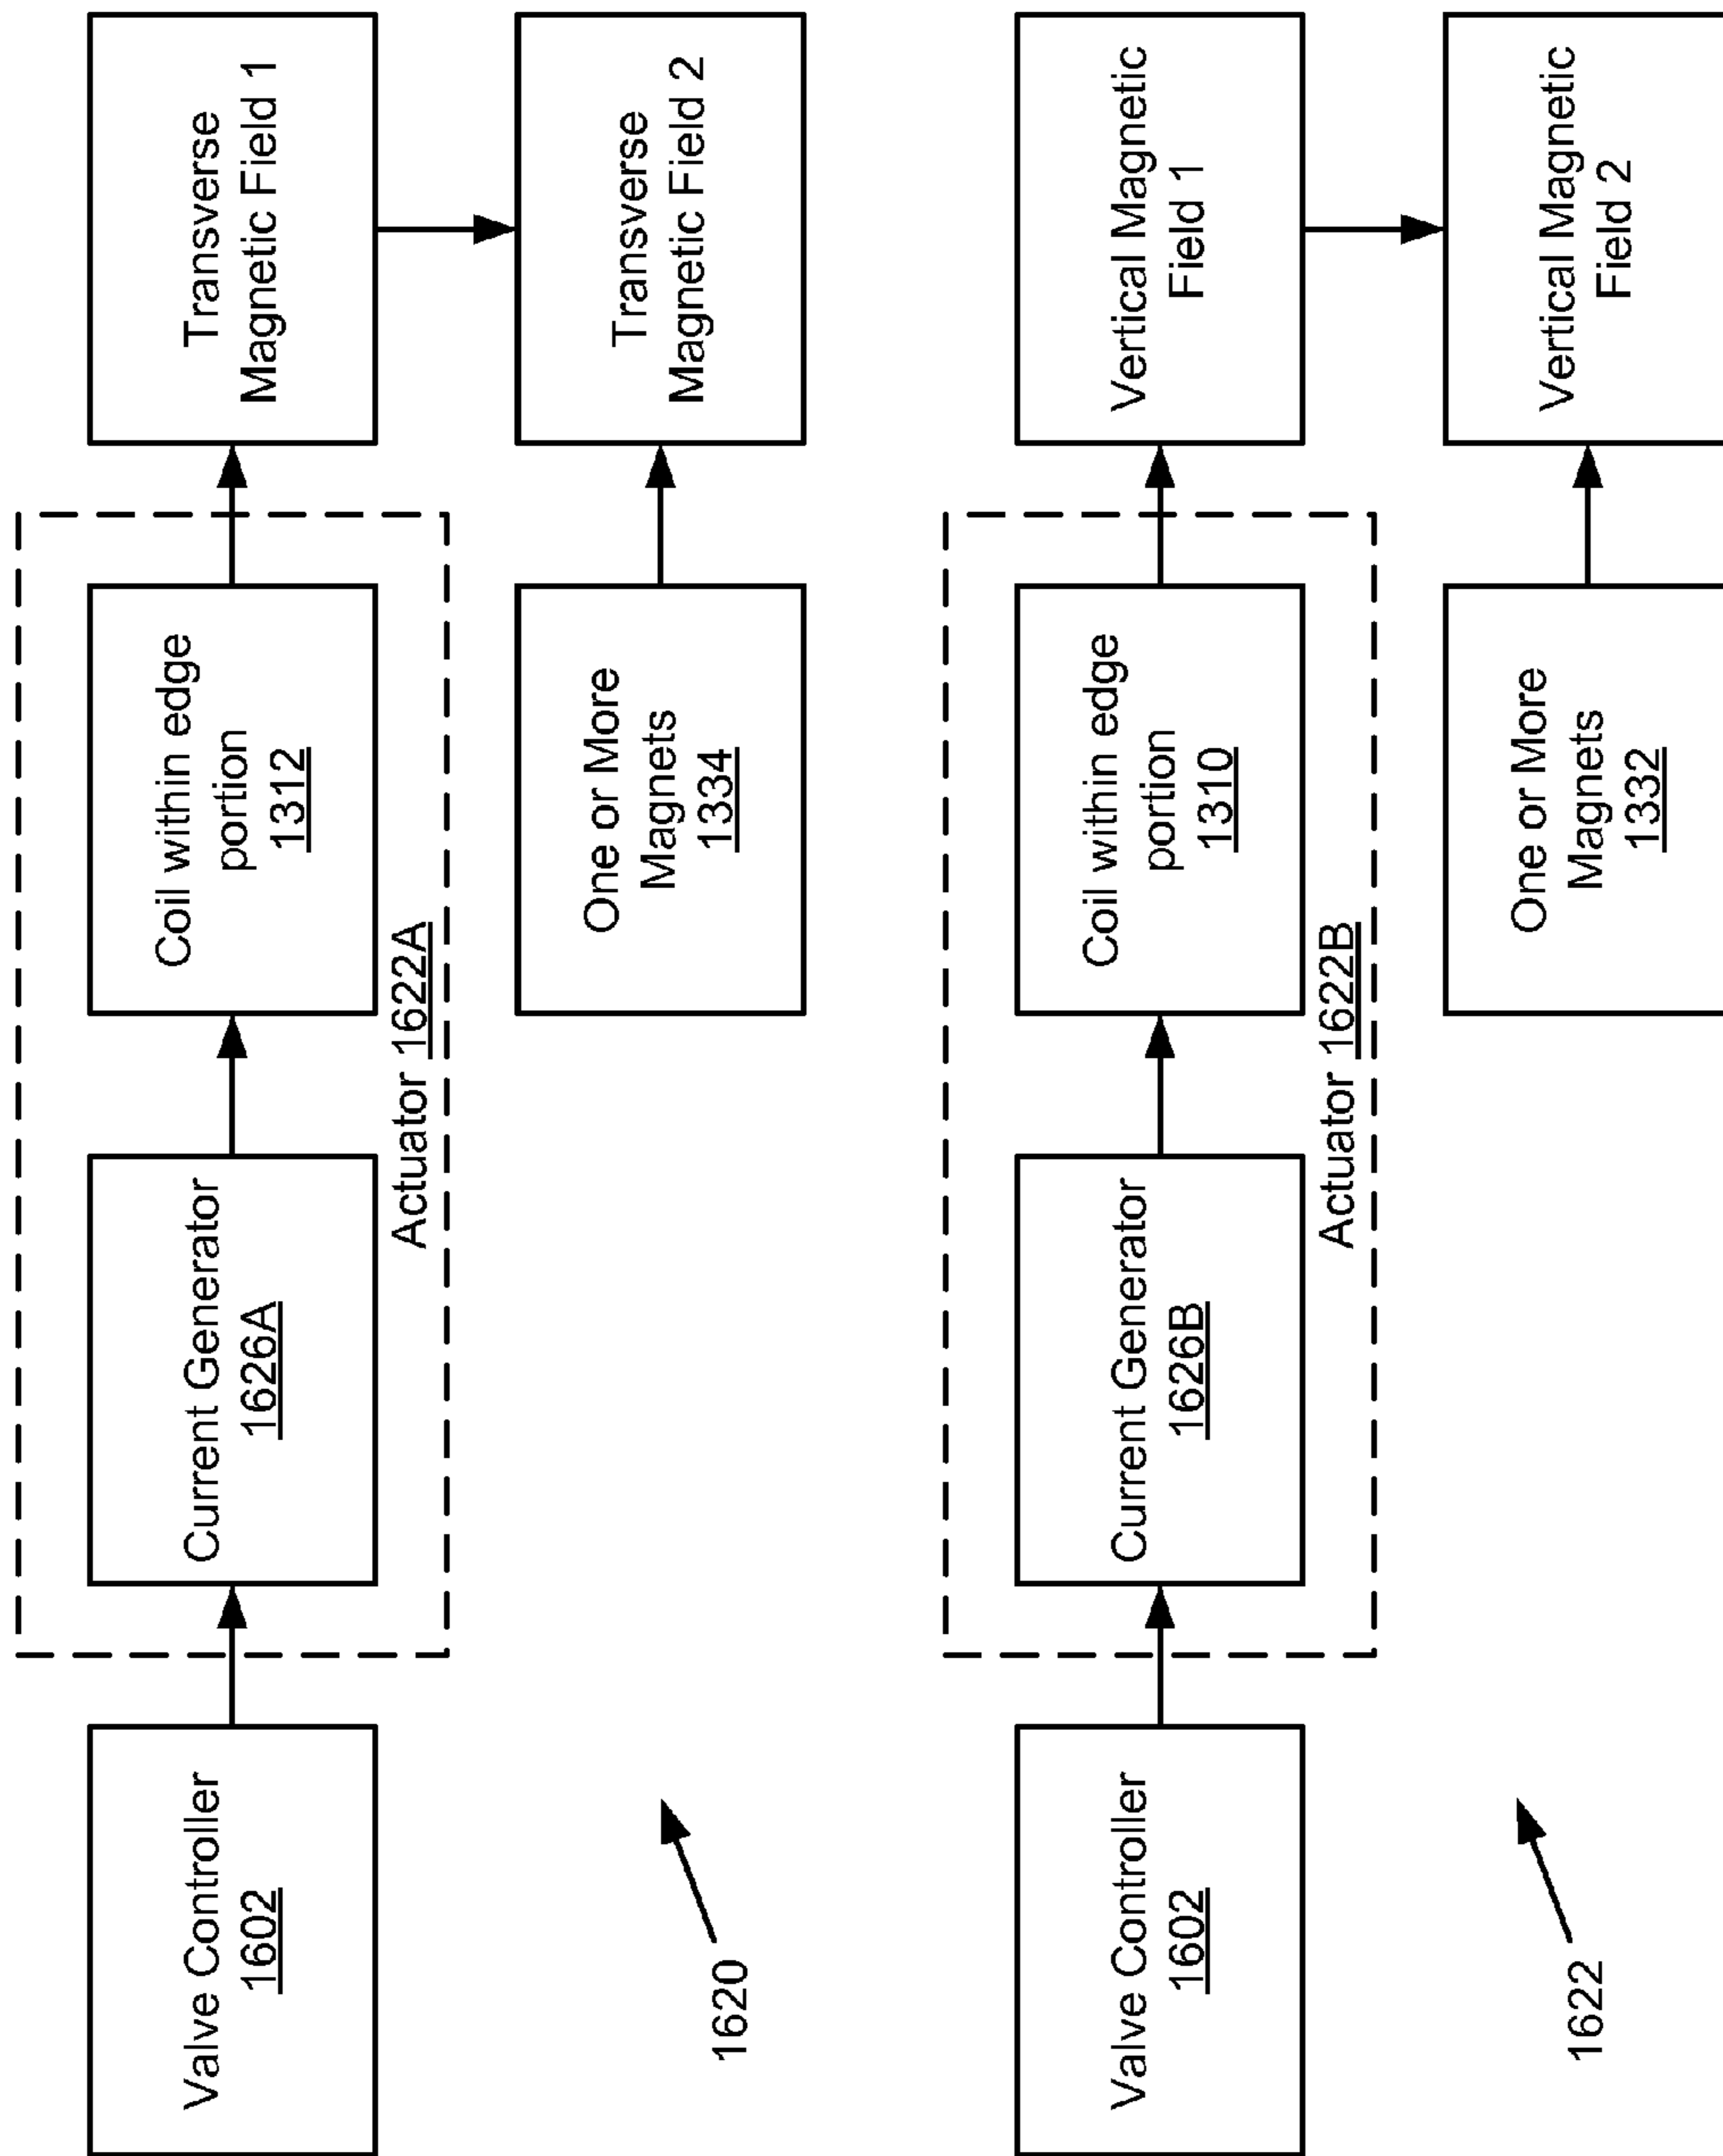 Valve Controller
1602
Current Generator
1626A
Coil within edge
portion
1312
Transverse
Magnetic Field 1
Actuator 1622A
One or More
Magnets
1334
Transverse
Magnetic Field 2
1620
Valve Controller
1602
Current Generator
1626B
Coil within edge
portion
1310
Vertical Magnetic
Field 1
Actuator 1622B
One or More
Magnets
1332
Vertical Magnetic
Field 2
1622